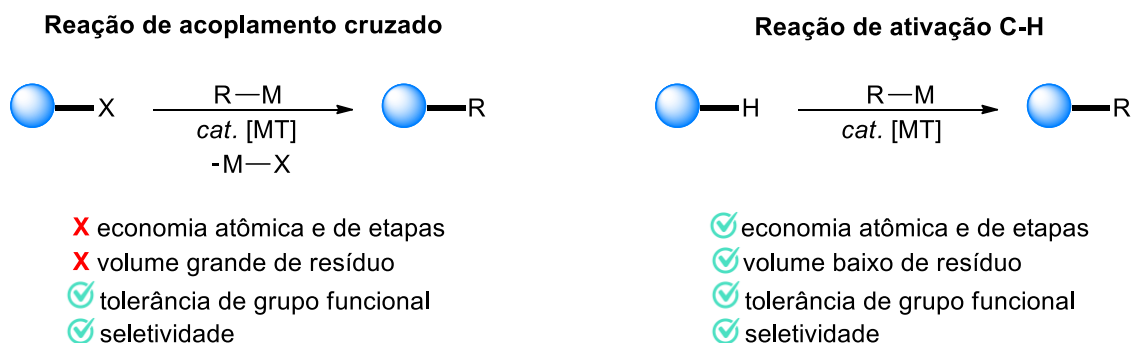 Reação de acoplamento cruzado
X
R—M
cat. [MT]
-M—X
R
X economia atômica e de etapas
X volume grande de resíduo
tolerância de grupo funcional
seletividade
Reação de ativação C-H
H
R—M
cat. [MT]
R
economia atômica e de etapas
volume baixo de resíduo
tolerância de grupo funcional
seletividade